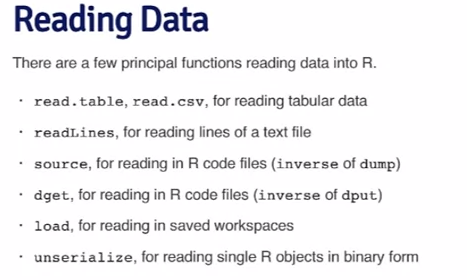 Reading Data
There are a few principal functions reading data into R.
· read.table, read.csv, for reading tabular data
· readLines, for reading lines of a text file
· source, for reading in R code files (inverse of dump)
· dget, for reading in R code files (inverse of dput)
· load, for reading in saved workspaces
· unserialize, for reading single R objects in binary form